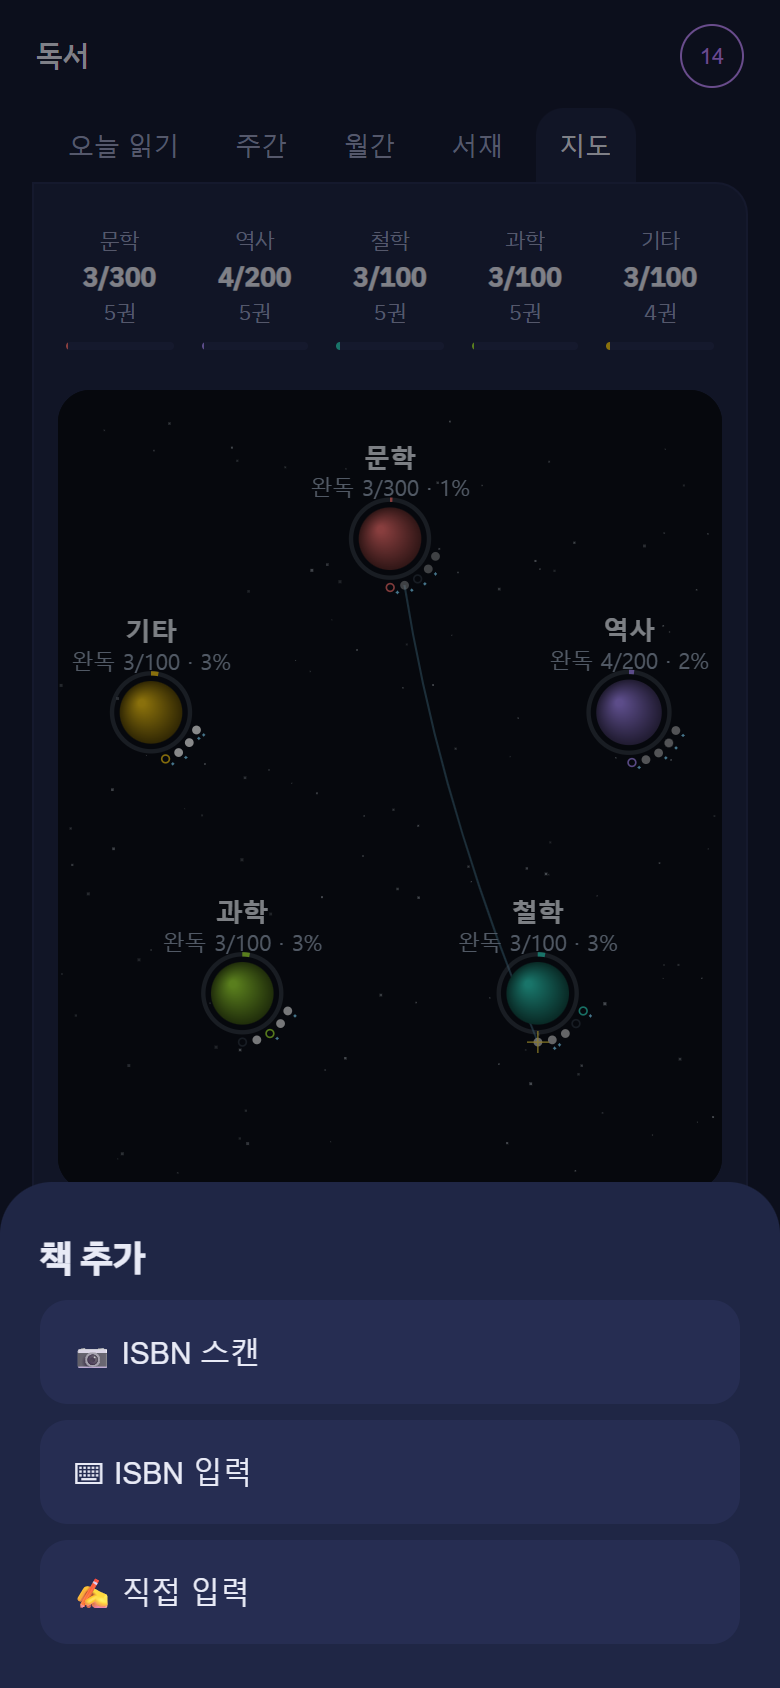 독서
14
오늘 읽기 주간 월간 서재 지도
문학 역사 철학 과학 기타
3/300 4/200 3/100 3/100 3/100
5권 5권 5권 5권 4권
문학
완독 3/300 · 1%
기타
완독 3/100 · 3%
역사
완독 4/200 · 2%
과학
완독 3/100 · 3%
철학
완독 3/100 · 3%
책 추가
📷 ISBN 스캔
⌨ ISBN 입력
✍ 직접 입력